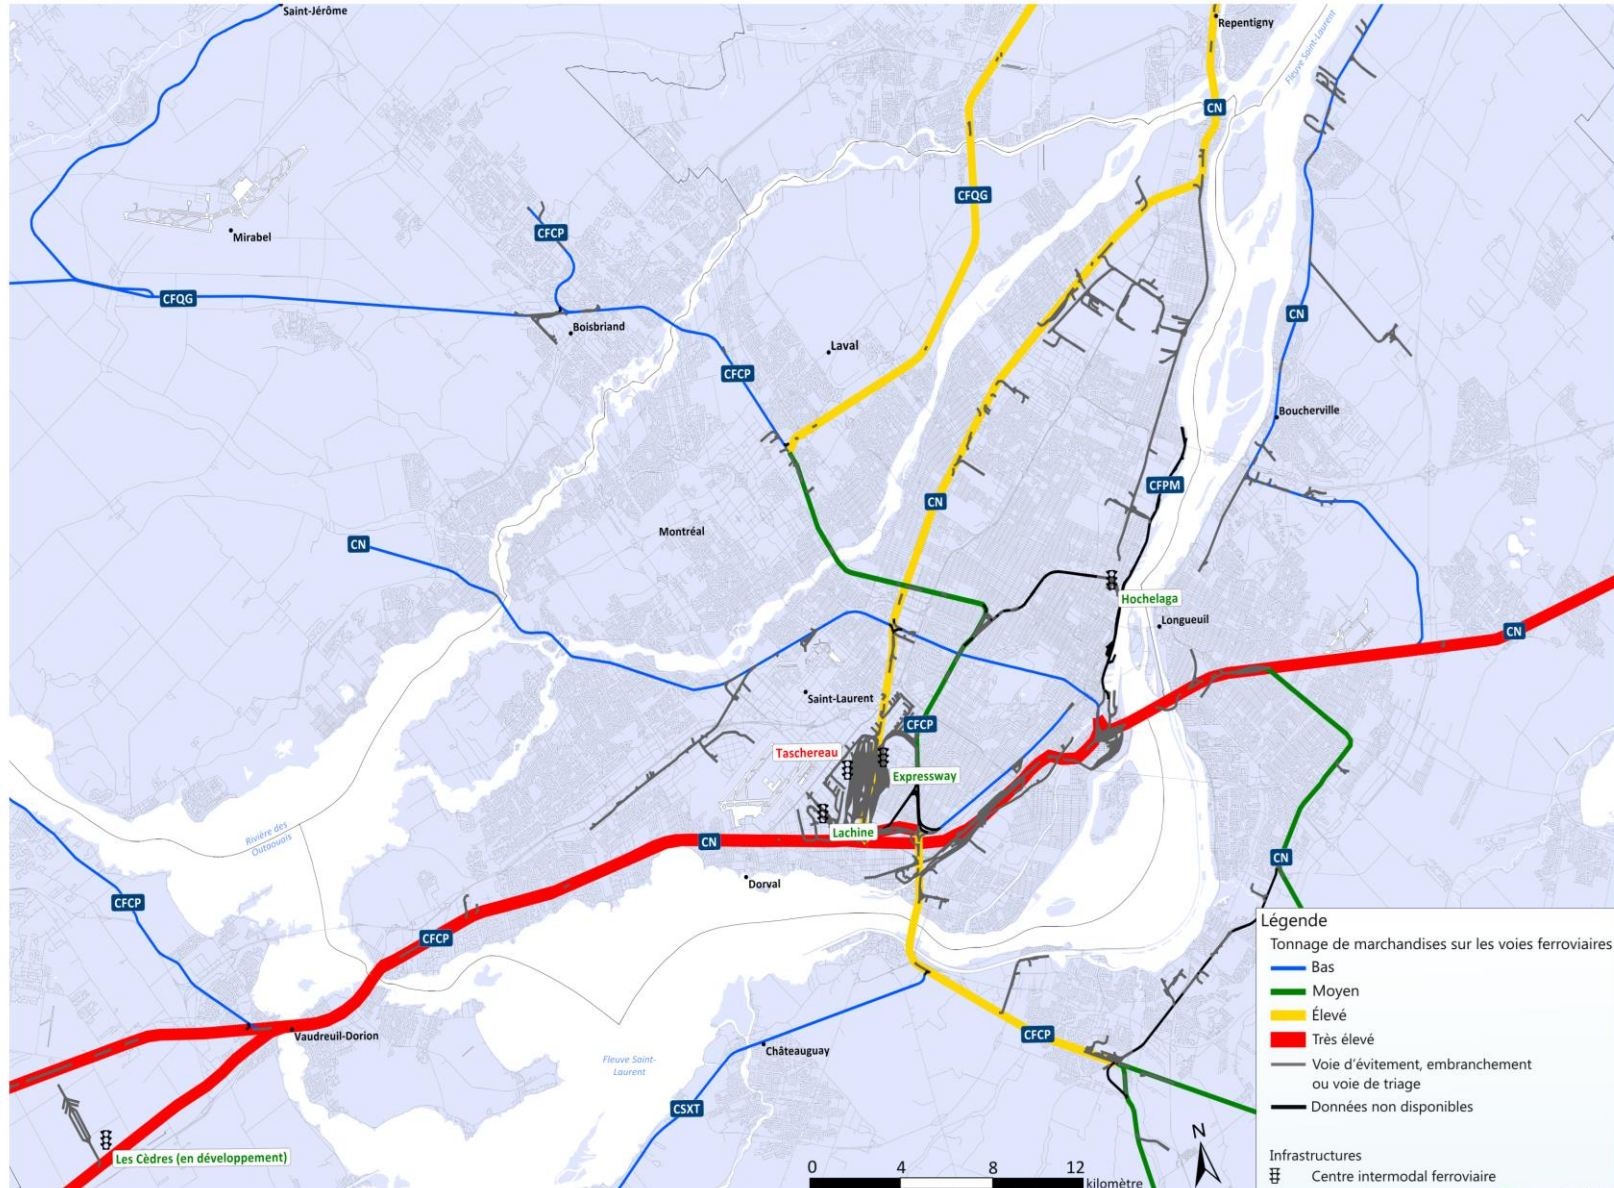 Saint-Jérôme
Repentigny
Fleuve Saint-Laurent
CN
CFQG
CFCP
Mirabel
CFQG
Boisbriand
CN
Laval
CFCP
Boucherville
CFPM
CN
Montréal
CN
Hochelaga
Longueuil
CN
Saint-Laurent
CFCP
Taschereau
Expressway
Lachine
Rivière des
Outaouais
CN
CN
Dorval
CFCP
CFCP
Vaudreuil-Dorion
CFCP
Châteauguay
Fleuve Saint-
Laurent
CSXT
Les Cèdres (en développement)
Légende
Tonnage de marchandises sur les voies ferroviaires
Bas
Moyen
Élevé
Très élevé
Voie d'évitement, embranchement
ou voie de triage
Données non disponibles
Infrastructures
Centre intermodal ferroviaire
N
0 4 8 12
kilomètre